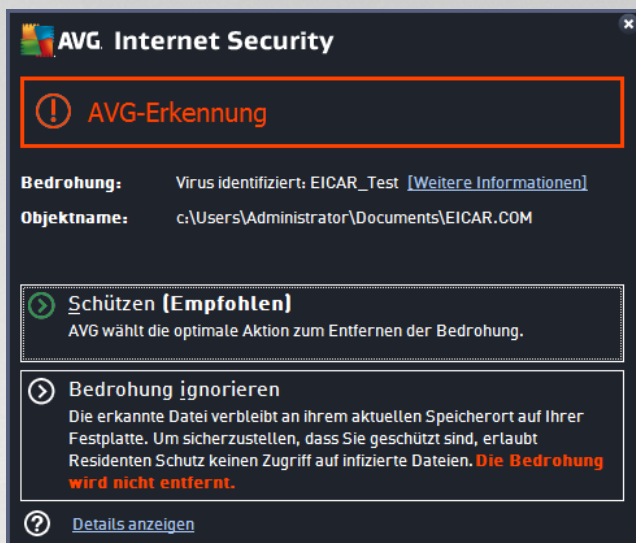 AVG. Internet Security
AVG-Erkennung
Bedrohung: Virus identifiziert: EICAR_Test [Weitere Informationen]
Objektname: c:\Users\Administrator\Documents\EICAR.COM
Schützen (Empfohlen)
AVG wählt die optimale Aktion zum Entfernen der Bedrohung.
Bedrohung ignorieren
Die erkannte Datei verbleibt an ihrem aktuellen Speicherort auf Ihrer
Festplatte. Um sicherzustellen, dass Sie geschützt sind, erlaubt
Residenten Schutz keinen Zugriff auf infizierte Dateien. Die Bedrohung
wird nicht entfernt.
Details anzeigen